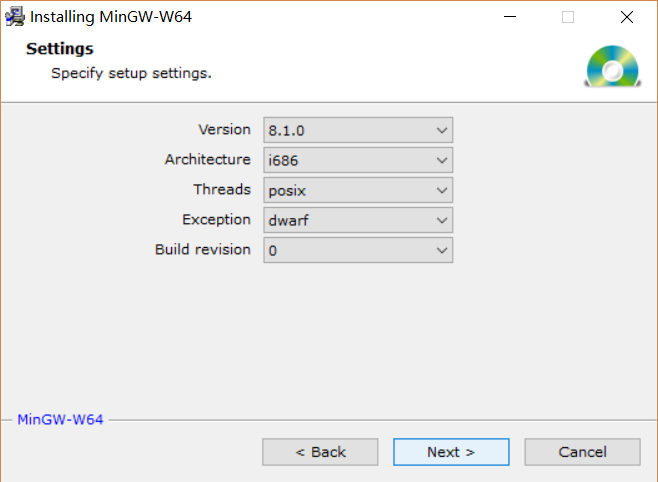 Installing MinGW-W64
Settings
Specify setup settings.
Version 8.1.0
Architecture i686
Threads posix
Exception dwarf
Build revision 0
MinGW-W64
< Back Next > Cancel